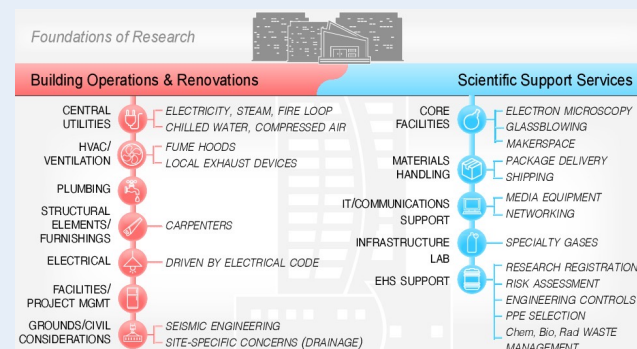 Foundations of Research
Building Operations & Renovations
CENTRAL
UTILITIES
ELECTRICITY, STEAM, FIRE LOOP
CHILLED WATER, COMPRESSED AIR
HVAC/
VENTILATION
FUME HOODS
LOCAL EXHAUST DEVICES
PLUMBING
STRUCTURAL
ELEMENTS/
FURNISHINGS
CARPENTERS
ELECTRICAL
DRIVEN BY ELECTRICAL CODE
FACILITIES/
PROJECT MGMT
GROUNDS/CIVIL
CONSIDERATIONS
SEISMIC ENGINEERING
SITE-SPECIFIC CONCERNS (DRAINAGE)
Scientific Support Services
CORE
FACILITIES
ELECTRON MICROSCOPY
GLASSBLOWING
MAKERSPACE
MATERIALS
HANDLING
PACKAGE DELIVERY
SHIPPING
IT/COMMUNICATIONS
SUPPORT
MEDIA EQUIPMENT
NETWORKING
INFRASTRUCTURE
LAB
SPECIALTY GASES
EHS SUPPORT
RESEARCH REGISTRATION
RISK ASSESSMENT
ENGINEERING CONTROLS
PPE SELECTION
Chem, Bio, Rad WASTE
MANAGEMENT